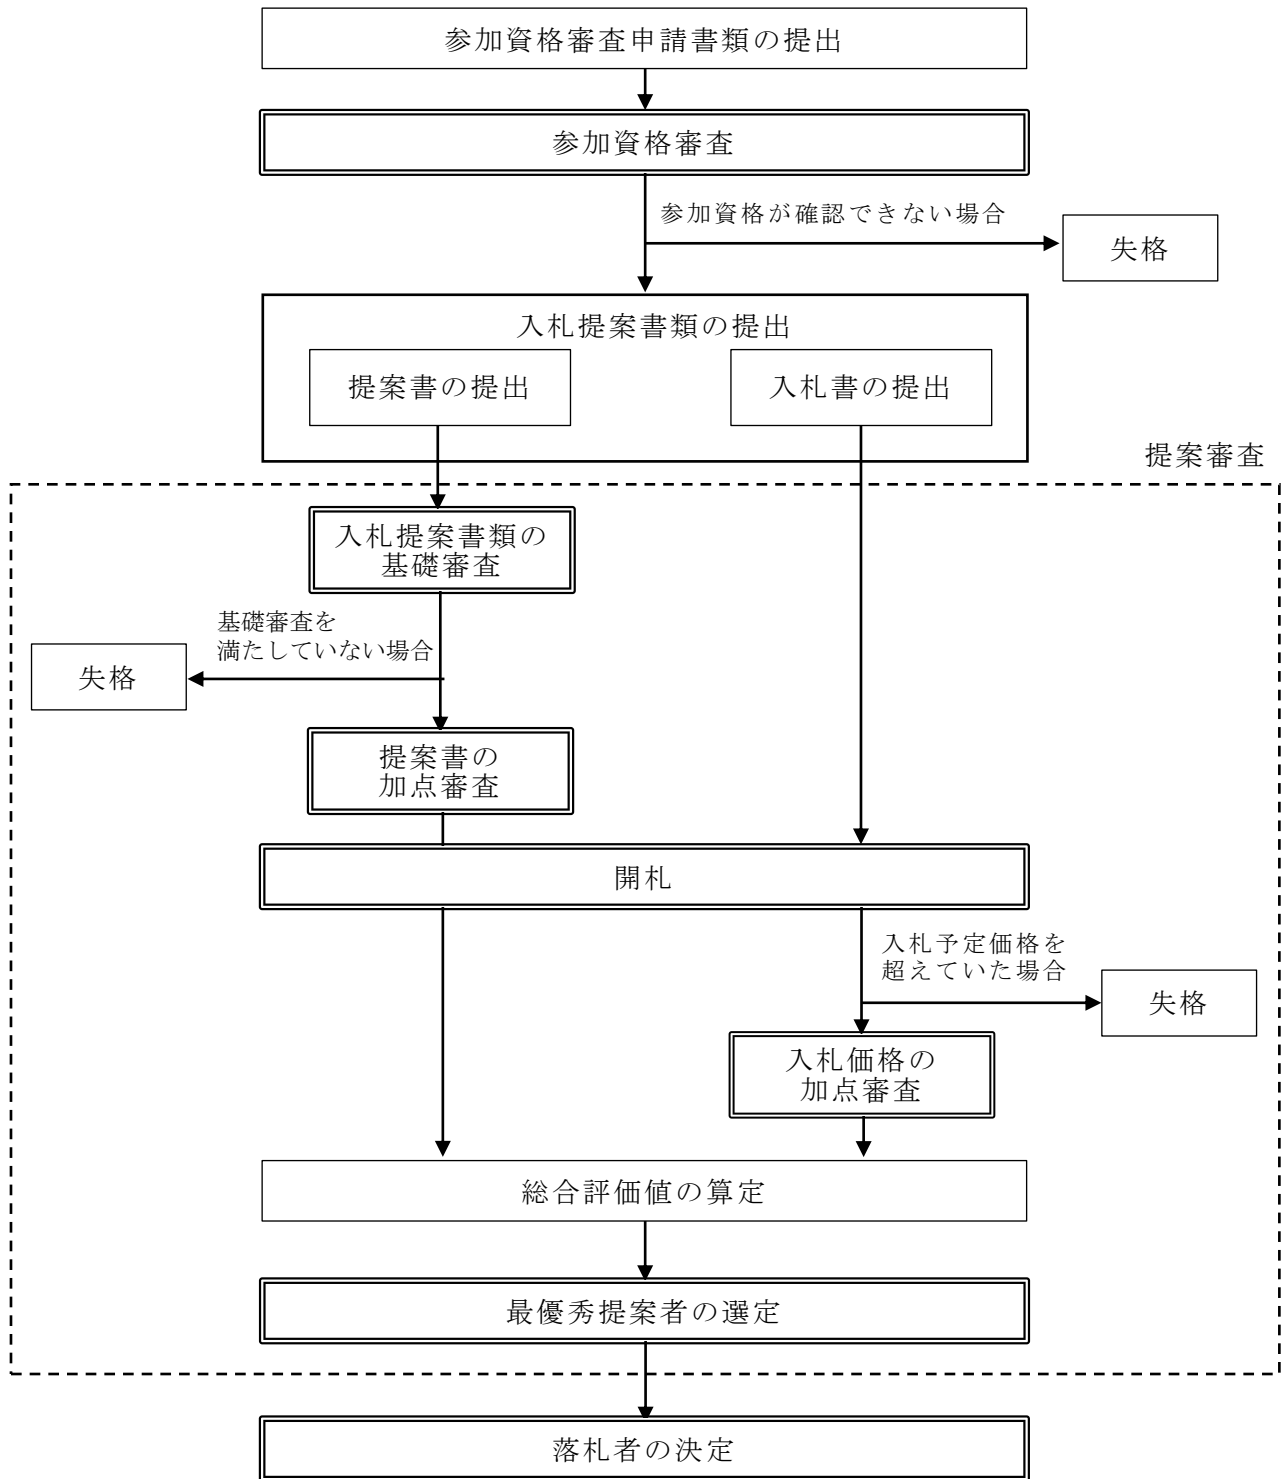 参加資格審査申請書類の提出
参加資格審査
参加資格が確認できない場合
失格
入札提案書類の提出
提案書の提出
入札書の提出
提案審査
入札提案書類の
基礎審査
基礎審査を
満たしていない場合
失格
提案書の
加点審査
開札
入札予定価格を
超えていた場合
失格
入札価格の
加点審査
総合評価値の算定
最優秀提案者の選定
落札者の決定